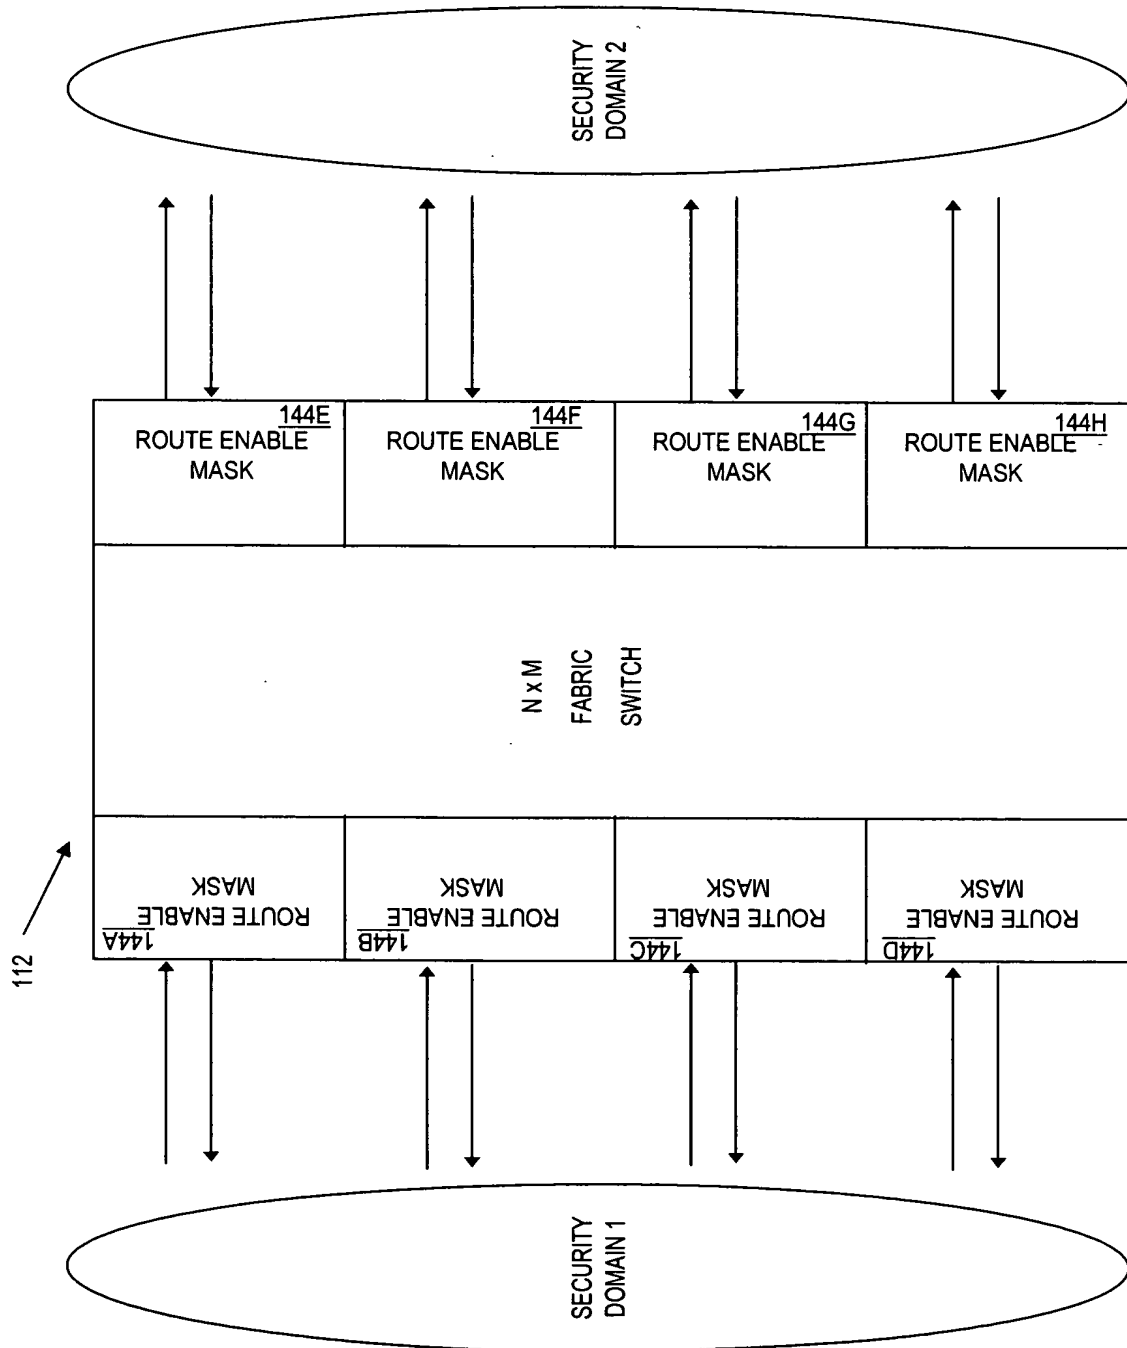 SECURITY
DOMAIN 2
144E
ROUTE ENABLE
MASK
144F
ROUTE ENABLE
MASK
144G
ROUTE ENABLE
MASK
144H
ROUTE ENABLE
MASK
N x M
FABRIC
SWITCH
112
144A
ROUTE ENABLE
MASK
144B
ROUTE ENABLE
MASK
144C
ROUTE ENABLE
MASK
144D
ROUTE ENABLE
MASK
SECURITY
DOMAIN 1